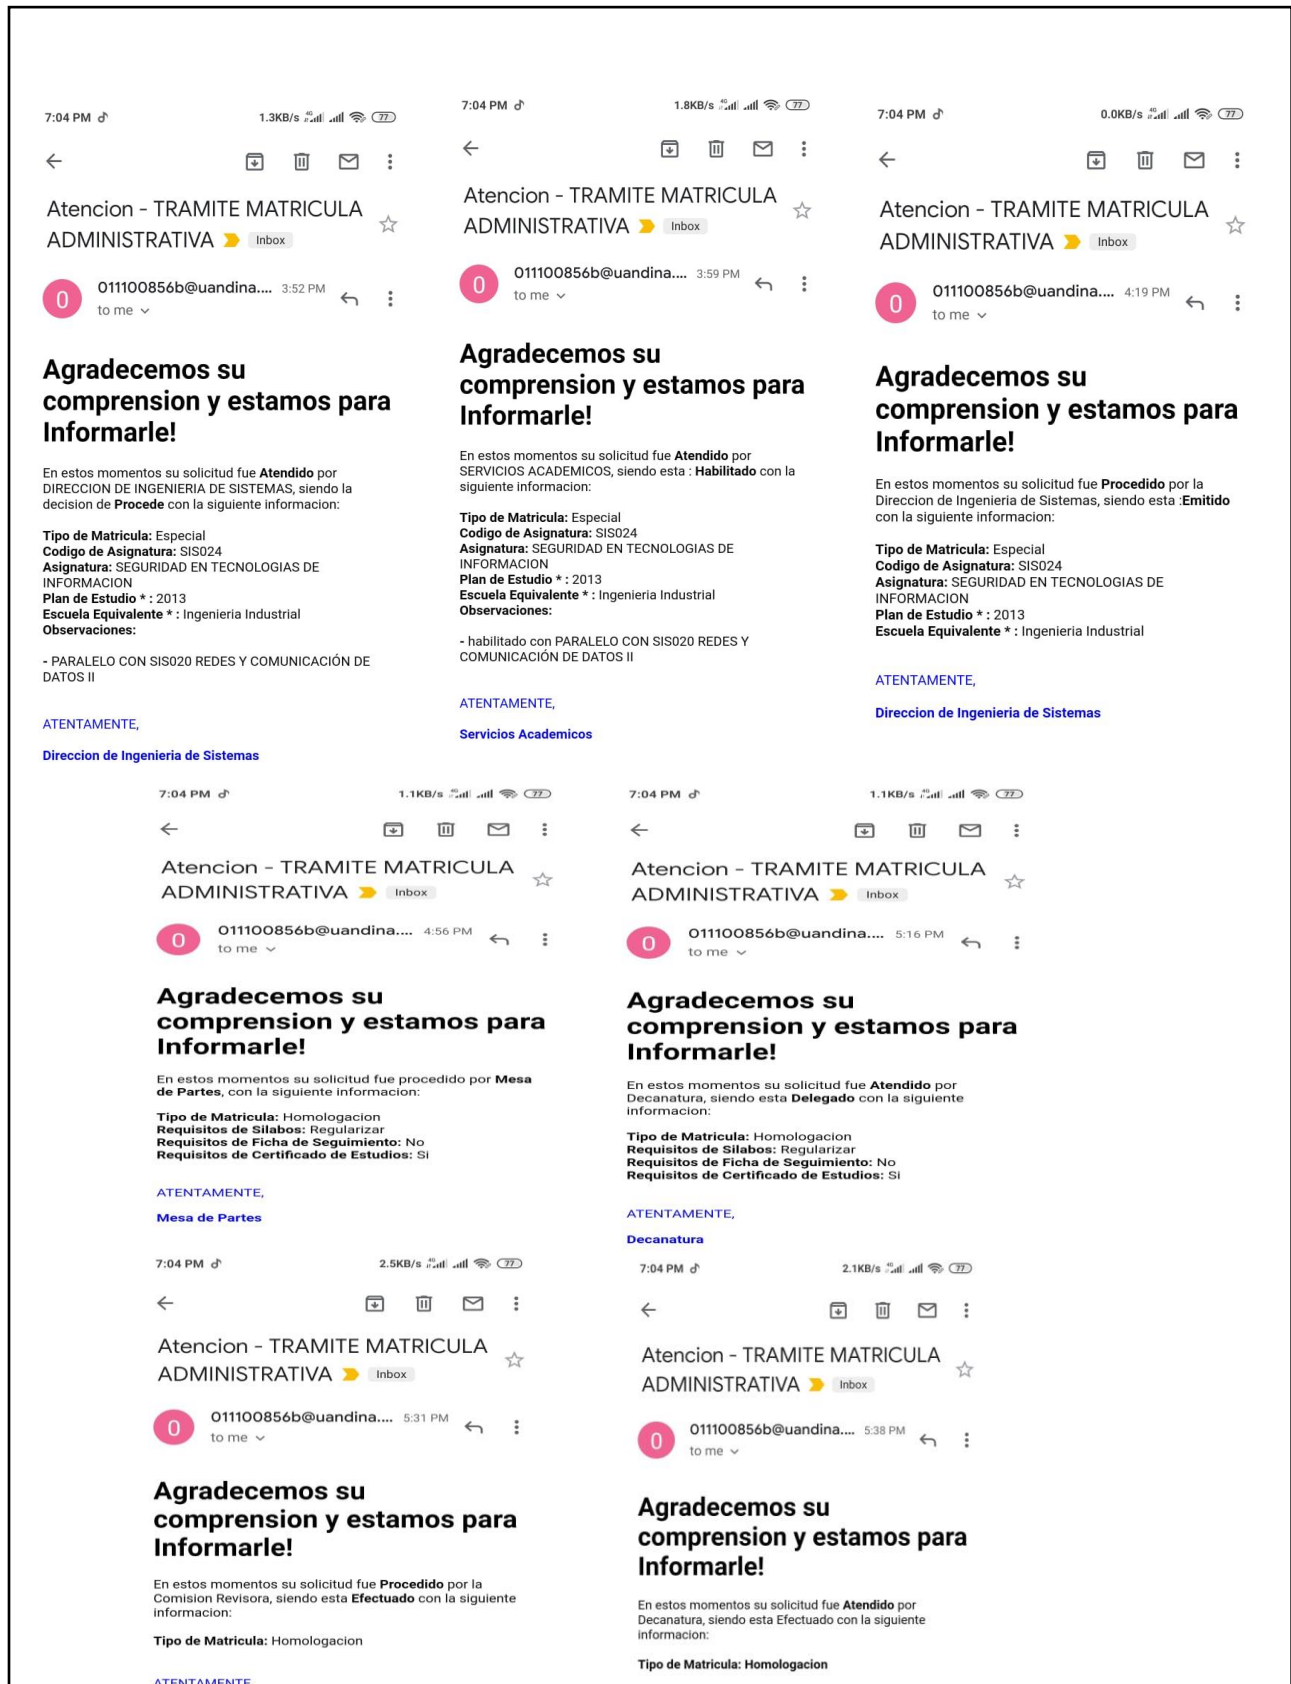 7:04 PM 1.3KB/s 4G 77
Atencion - TRAMITE MATRICULA
ADMINISTRATIVA Inbox
0 011100856b@uandina.... 3:52 PM
to me
Agradecemos su
comprension y estamos para
Informarle!
En estos momentos su solicitud fue Atendido por
DIRECCION DE INGENIERIA DE SISTEMAS, siendo la
decision de Procede con la siguiente informacion:
Tipo de Matricula: Especial
Codigo de Asignatura: SIS024
Asignatura: SEGURIDAD EN TECNOLOGIAS DE
INFORMACION
Plan de Estudio * : 2013
Escuela Equivalente * : Ingenieria Industrial
Observaciones:
- PARALELO CON SIS020 REDES Y COMUNICACIÓN DE
DATOS II
ATENTAMENTE,
Direccion de Ingenieria de Sistemas
7:04 PM 1.8KB/s 4G 77
Atencion - TRAMITE MATRICULA
ADMINISTRATIVA Inbox
0 011100856b@uandina.... 3:59 PM
to me
Agradecemos su
comprension y estamos para
Informarle!
En estos momentos su solicitud fue Atendido por
SERVICIOS ACADEMICOS, siendo esta : Habilitado con la
siguiente informacion:
Tipo de Matricula: Especial
Codigo de Asignatura: SIS024
Asignatura: SEGURIDAD EN TECNOLOGIAS DE
INFORMACION
Plan de Estudio * : 2013
Escuela Equivalente * : Ingenieria Industrial
Observaciones:
- habilitado con PARALELO CON SIS020 REDES Y
COMUNICACIÓN DE DATOS II
ATENTAMENTE,
Servicios Academicos
7:04 PM 0.0KB/s 4G 77
Atencion - TRAMITE MATRICULA
ADMINISTRATIVA Inbox
0 011100856b@uandina.... 4:19 PM
to me
Agradecemos su
comprension y estamos para
Informarle!
En estos momentos su solicitud fue Procedido por la
Direccion de Ingenieria de Sistemas, siendo esta :Emitido
con la siguiente informacion:
Tipo de Matricula: Especial
Codigo de Asignatura: SIS024
Asignatura: SEGURIDAD EN TECNOLOGIAS DE
INFORMACION
Plan de Estudio * : 2013
Escuela Equivalente * : Ingenieria Industrial
ATENTAMENTE,
Direccion de Ingenieria de Sistemas
7:04 PM 1.1KB/s 4G 77
Atencion - TRAMITE MATRICULA
ADMINISTRATIVA Inbox
0 011100856b@uandina.... 4:56 PM
to me
Agradecemos su
comprension y estamos para
Informarle!
En estos momentos su solicitud fue procedido por Mesa
de Partes, con la siguiente informacion:
Tipo de Matricula: Homologacion
Requisitos de Silabos: Regularizar
Requisitos de Ficha de Seguimiento: No
Requisitos de Certificado de Estudios: Si
ATENTAMENTE,
Mesa de Partes
7:04 PM 1.1KB/s 4G 77
Atencion - TRAMITE MATRICULA
ADMINISTRATIVA Inbox
0 011100856b@uandina.... 5:16 PM
to me
Agradecemos su
comprension y estamos para
Informarle!
En estos momentos su solicitud fue Atendido por
Decanatura, siendo esta Delegado con la siguiente
informacion:
Tipo de Matricula: Homologacion
Requisitos de Silabos: Regularizar
Requisitos de Ficha de Seguimiento: No
Requisitos de Certificado de Estudios: Si
ATENTAMENTE,
Decanatura
7:04 PM 2.5KB/s 4G 77
Atencion - TRAMITE MATRICULA
ADMINISTRATIVA Inbox
0 011100856b@uandina.... 5:31 PM
to me
Agradecemos su
comprension y estamos para
Informarle!
En estos momentos su solicitud fue Procedido por la
Comision Revisora, siendo esta Efectuado con la siguiente
informacion:
Tipo de Matricula: Homologacion
ATENTAMENTE
7:04 PM 2.1KB/s 4G 77
Atencion - TRAMITE MATRICULA
ADMINISTRATIVA Inbox
0 011100856b@uandina.... 5:38 PM
to me
Agradecemos su
comprension y estamos para
Informarle!
En estos momentos su solicitud fue Atendido por
Decanatura, siendo esta Efectuado con la siguiente
informacion:
Tipo de Matricula: Homologacion